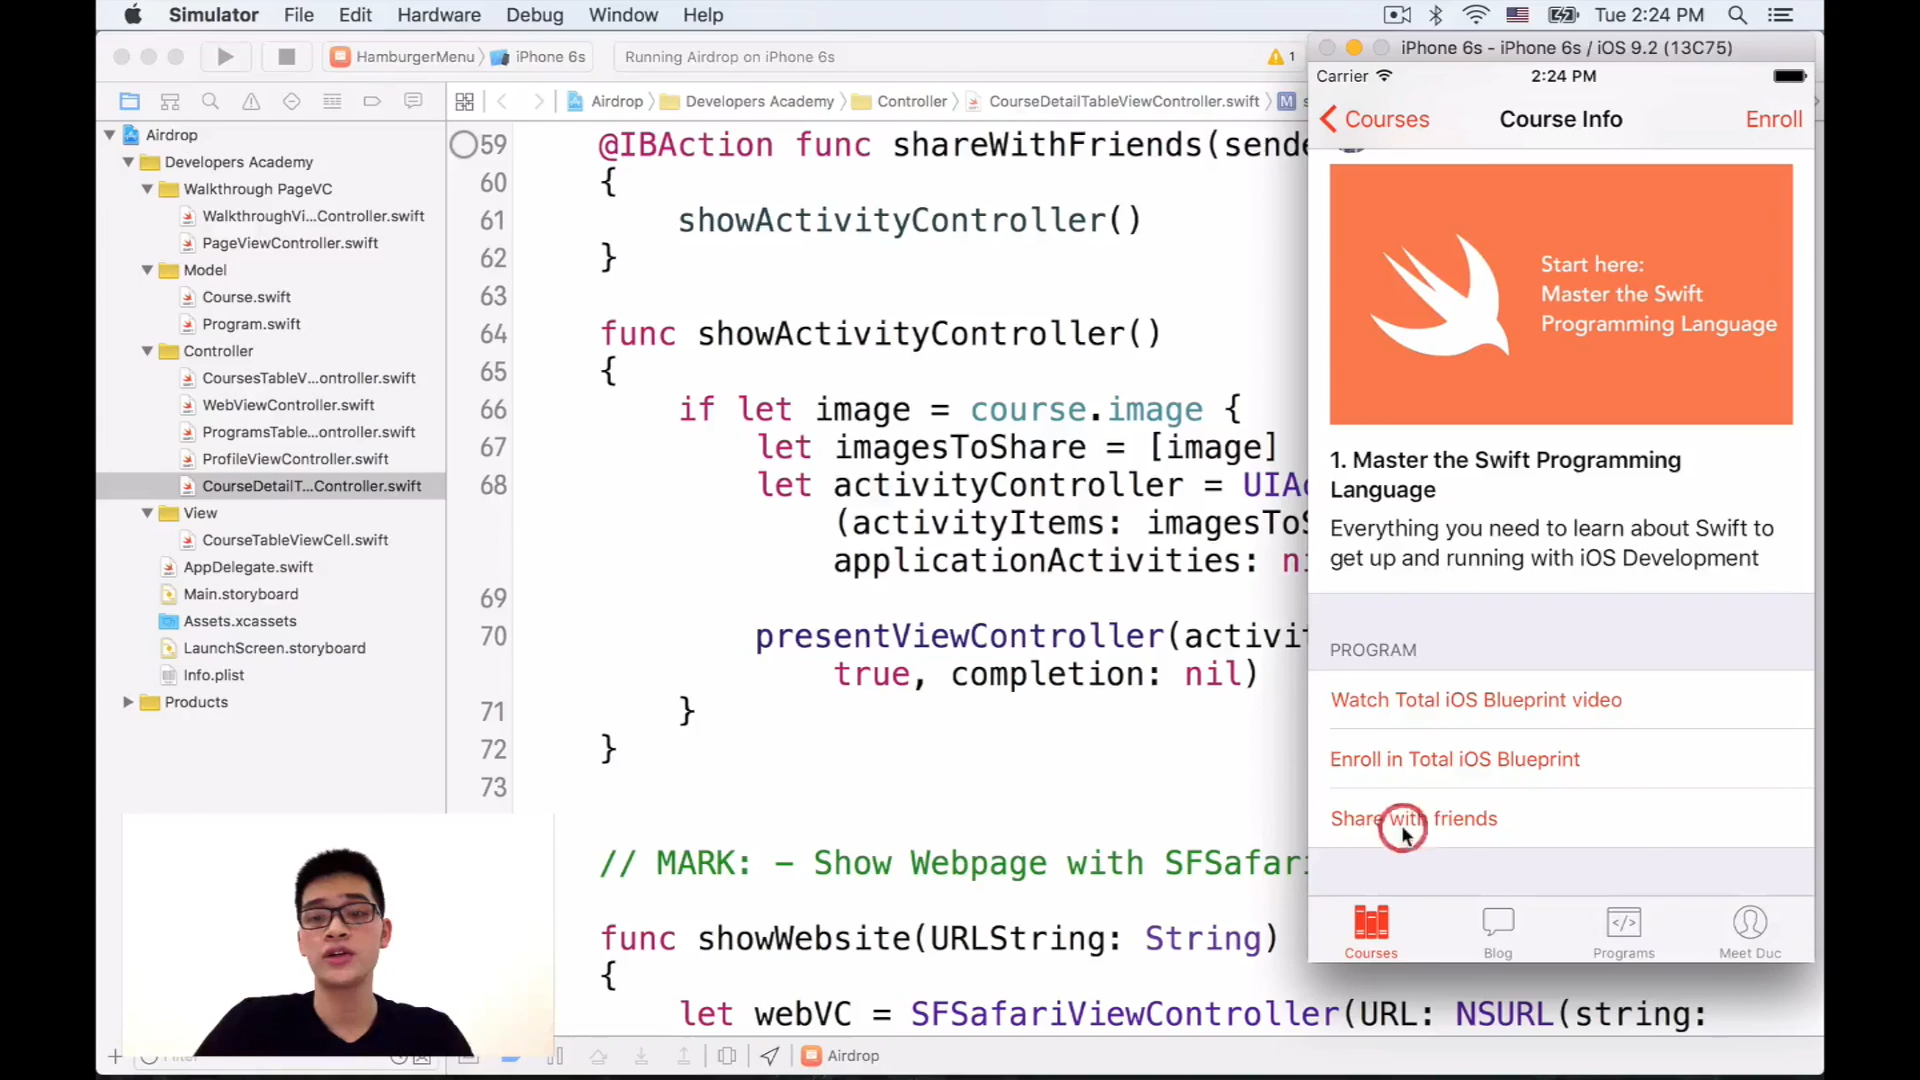 Simulator File Edit Hardware Debug Window Help Tue 2:24 PM
HamburgerMenu iPhone 6s Running Airdrop on iPhone 6s 1
Airdrop Developers Academy Controller CourseDetailTableViewController.swift M
Airdrop
Developers Academy
Walkthrough PageVC
WalkthroughVi...Controller.swift
PageViewController.swift
Model
Course.swift
Program.swift
Controller
CoursesTableV...ontroller.swift
WebViewController.swift
ProgramsTable...ontroller.swift
ProfileViewController.swift
CourseDetailT...Controller.swift
View
CourseTableViewCell.swift
AppDelegate.swift
Main.storyboard
Assets.xcassets
LaunchScreen.storyboard
Info.plist
Products
59 @IBAction func shareWithFriends(sende
60 {
61 showActivityController()
62 }
63
64 func showActivityController()
65 {
66 if let image = course.image {
67 let imagesToShare = [image]
68 let activityController = UIAc
(activityItems: imagesToS
applicationActivities: ni
69
70 presentViewController(activit
true, completion: nil)
71 }
72 }
73
// MARK: - Show Webpage with SFSafari
func showWebsite(URLString: String)
{
let webVC = SFSafariViewController(URL: NSURL(string:
Airdrop
iPhone 6s - iPhone 6s / iOS 9.2 (13C75)
Carrier 2:24 PM
Courses Course Info Enroll
Start here:
Master the Swift
Programming Language
1. Master the Swift Programming
Language
Everything you need to learn about Swift to
get up and running with iOS Development
PROGRAM
Watch Total iOS Blueprint video
Enroll in Total iOS Blueprint
Share with friends
Courses Blog Programs Meet Duc